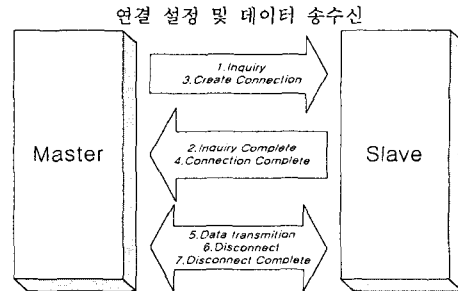 연결 설정 및 데이터 송수신
1.Inquiry
3.Create Connection
Master
2.Inquiry Complete
4.Connection Complete
Slave
5.Data transmition
6.Disconnect
7.Disconnect Complete